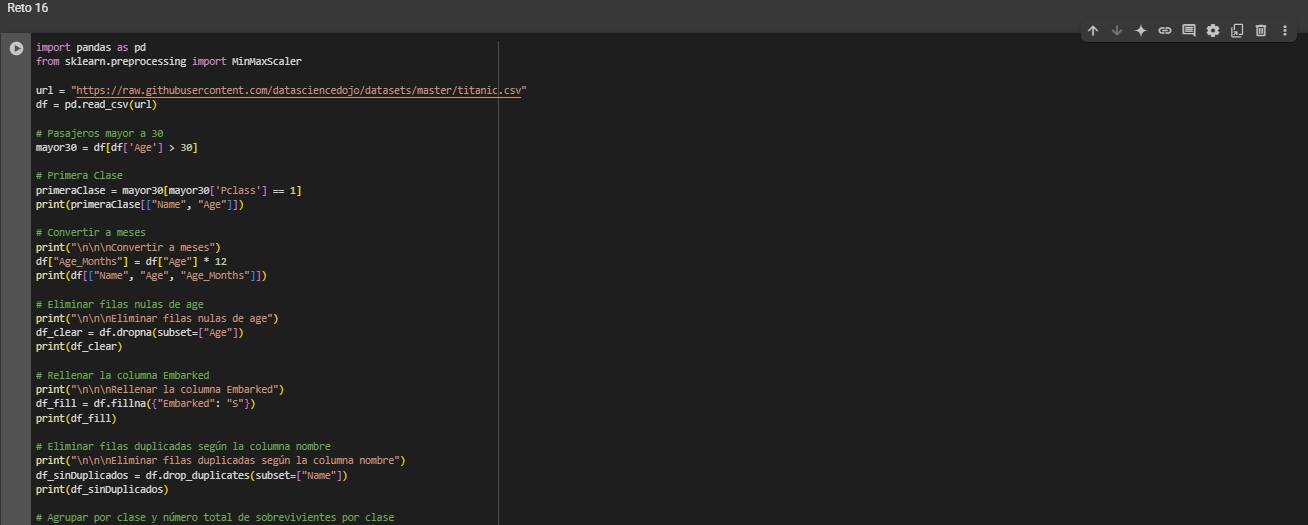 Reto 16
import pandas as pd
from sklearn.preprocessing import MinMaxScaler
url = "https://raw.githubusercontent.com/datasciencedojo/datasets/master/titanic.csv"
df = pd.read_csv(url)
# Pasajeros mayor a 30
mayor30 = df[df['Age'] > 30]
# Primera Clase
primeraClase = mayor30[mayor30['Pclass'] == 1]
print(primeraClase[["Name", "Age"]])
# Convertir a meses
print("\n\n\nConvertir a meses")
df["Age_Months"] = df["Age"] * 12
print(df[["Name", "Age", "Age_Months"]])
# Eliminar filas nulas de age
print("\n\n\nEliminar filas nulas de age")
df_clear = df.dropna(subset=["Age"])
print(df_clear)
# Rellenar la columna Embarked
print("\n\n\nRellenar la columna Embarked")
df_fill = df.fillna({"Embarked": "S"})
print(df_fill)
# Eliminar filas duplicadas según la columna nombre
print("\n\n\nEliminar filas duplicadas según la columna nombre")
df_sinDuplicados = df.drop_duplicates(subset=["Name"])
print(df_sinDuplicados)
# Agrupar por clase y número total de sobrevivientes por clase